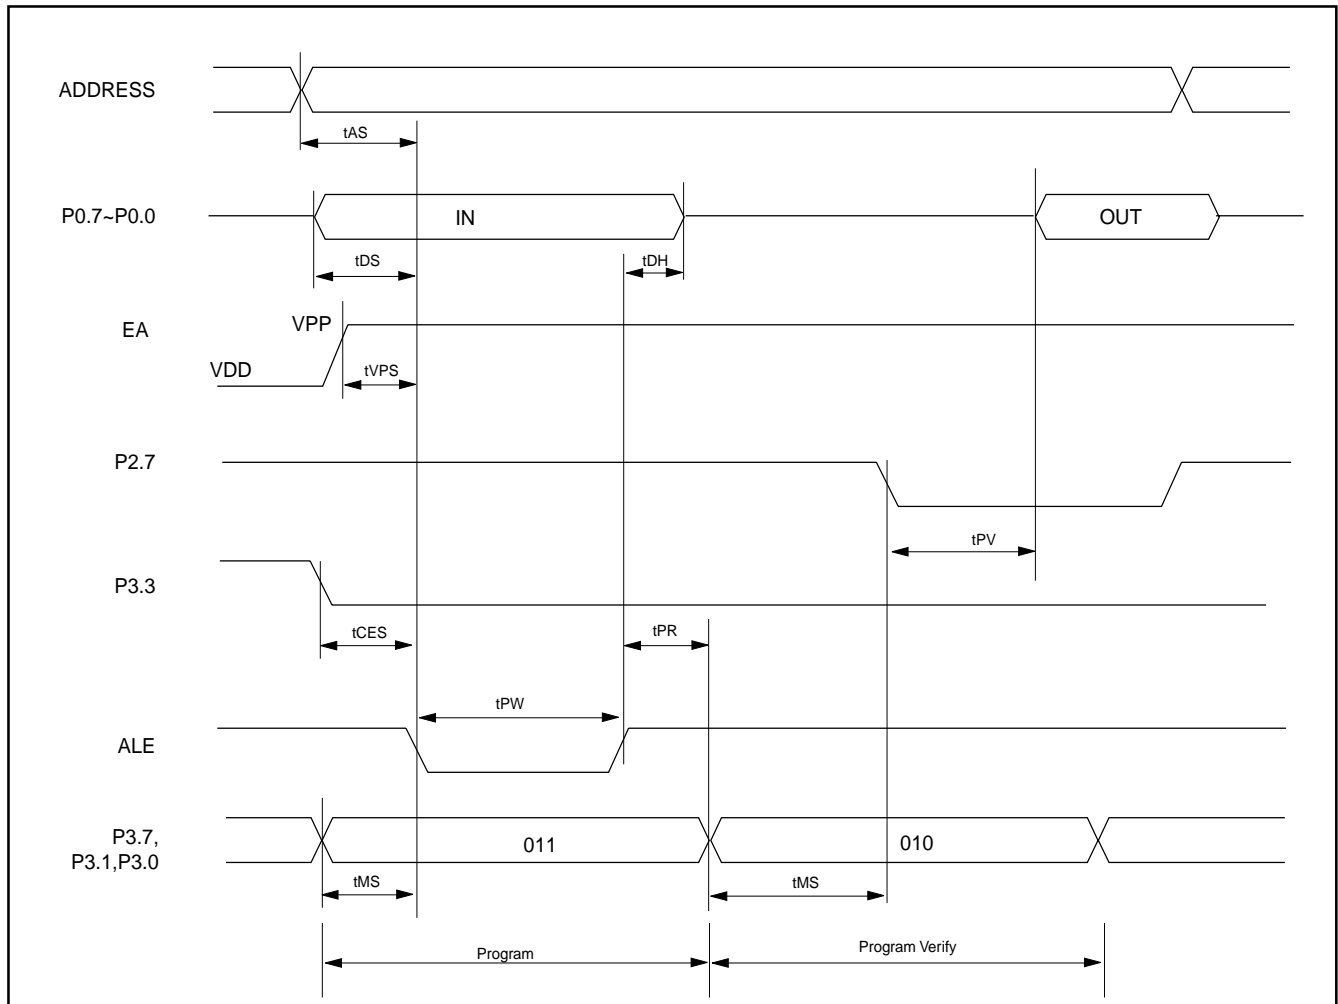 ADDRESS
tAS
P0.7~P0.0
IN
OUT
tDS
tDH
EA
VPP
VDD
tVPS
P2.7
tPV
P3.3
tCES
tPR
tPW
ALE
P3.7,
P3.1,P3.0
011
010
tMS
tMS
Program
Program Verify